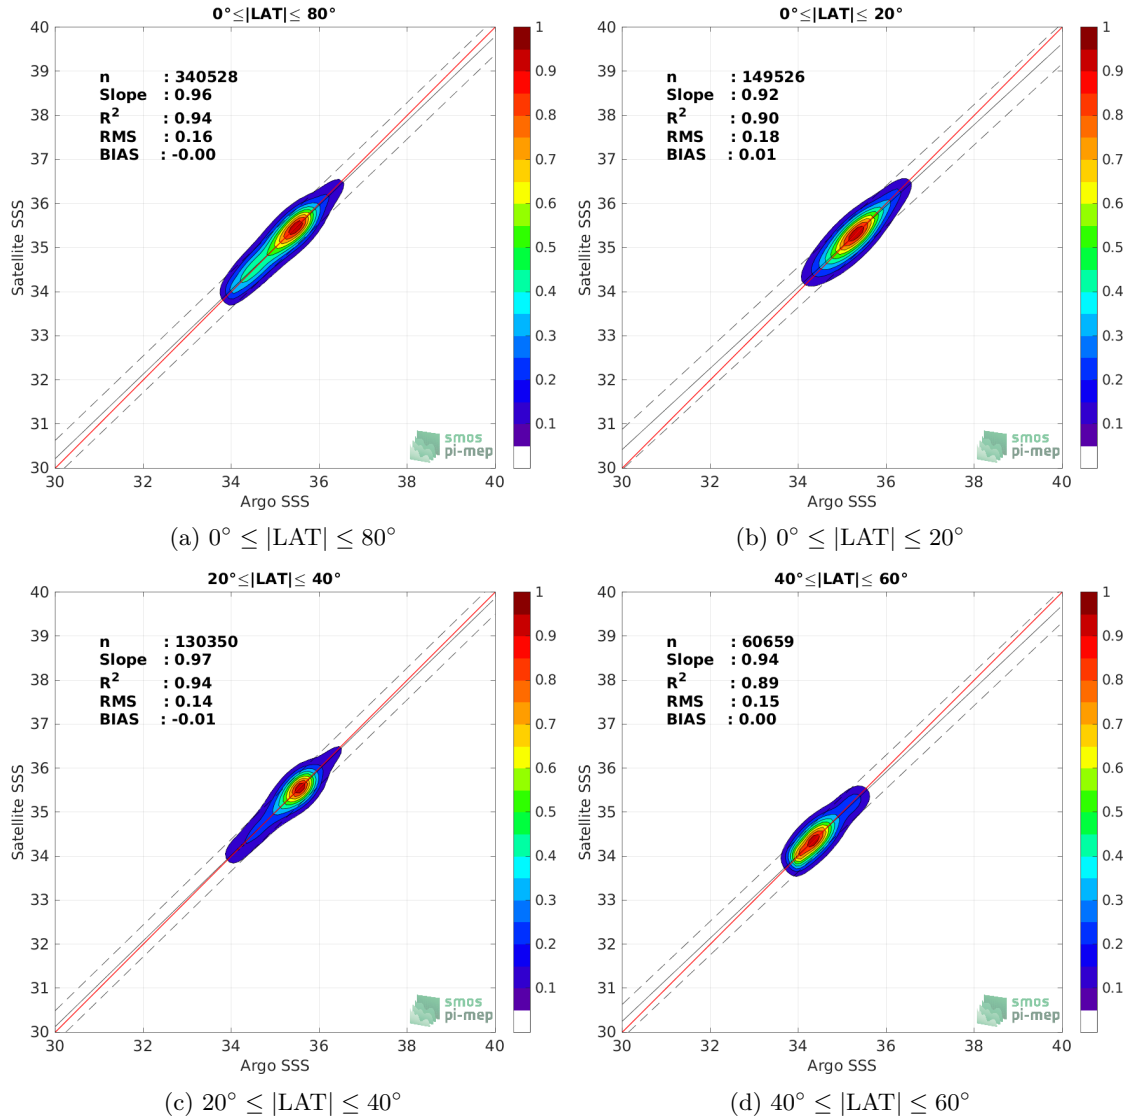 0°≤|LAT|≤ 80°
n : 340528
Slope : 0.96
R² : 0.94
RMS : 0.16
BIAS : -0.00
40
39
38
37
36
35
34
33
32
31
30
Satellite SSS
30 32 34 36 38 40
Argo SSS
1
0.9
0.8
0.7
0.6
0.5
0.4
0.3
0.2
0.1
smos
pi-mep
(a) 0° ≤ |LAT| ≤ 80°
0°≤|LAT|≤ 20°
n : 149526
Slope : 0.92
R² : 0.90
RMS : 0.18
BIAS : 0.01
40
39
38
37
36
35
34
33
32
31
30
Satellite SSS
30 32 34 36 38 40
Argo SSS
1
0.9
0.8
0.7
0.6
0.5
0.4
0.3
0.2
0.1
smos
pi-mep
(b) 0° ≤ |LAT| ≤ 20°
20°≤|LAT|≤ 40°
n : 130350
Slope : 0.97
R² : 0.94
RMS : 0.14
BIAS : -0.01
40
39
38
37
36
35
34
33
32
31
30
Satellite SSS
30 32 34 36 38 40
Argo SSS
1
0.9
0.8
0.7
0.6
0.5
0.4
0.3
0.2
0.1
smos
pi-mep
(c) 20° ≤ |LAT| ≤ 40°
40°≤|LAT|≤ 60°
n : 60659
Slope : 0.94
R² : 0.89
RMS : 0.15
BIAS : 0.00
40
39
38
37
36
35
34
33
32
31
30
Satellite SSS
30 32 34 36 38 40
Argo SSS
1
0.9
0.8
0.7
0.6
0.5
0.4
0.3
0.2
0.1
smos
pi-mep
(d) 40° ≤ |LAT| ≤ 60°